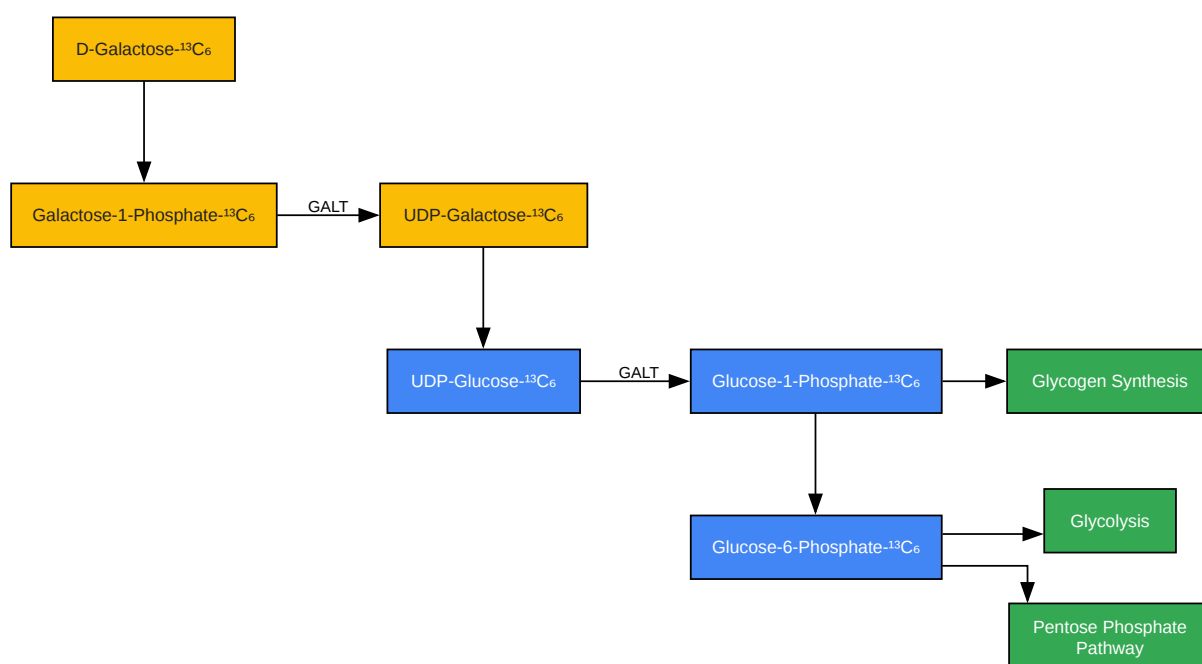 D-Galactose-¹³C₆
Galactose-1-Phosphate-¹³C₆
GALT
UDP-Galactose-¹³C₆
UDP-Glucose-¹³C₆
GALT
Glucose-1-Phosphate-¹³C₆
Glycogen Synthesis
Glucose-6-Phosphate-¹³C₆
Glycolysis
Pentose Phosphate
Pathway